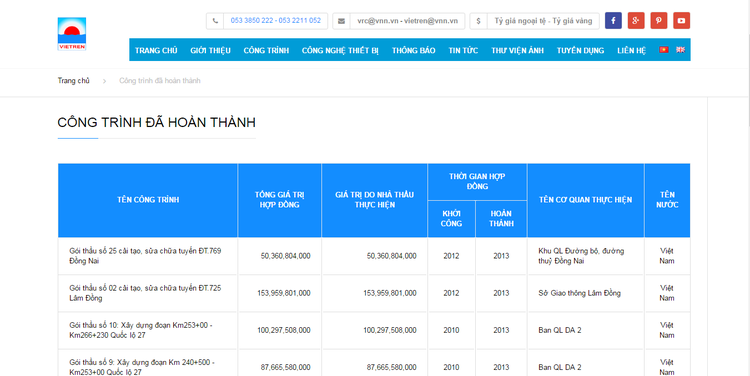 053 3850 222 - 053 2211 052
vrc@vnn.vn - vietren@vnn.vn
$ Tỷ giá ngoại tệ - Tỷ giá vàng
VIETREN
TRANG CHỦ GIỚI THIỆU CÔNG TRÌNH CÔNG NGHỆ THIẾT BỊ THÔNG BÁO TIN TỨC THƯ VIỆN ẢNH TUYỂN DỤNG LIÊN HỆ
Trang chủ > Công trình đã hoàn thành
CÔNG TRÌNH ĐÃ HOÀN THÀNH
TÊN CÔNG TRÌNH
TỔNG GIÁ TRỊ
HỢP ĐỒNG
GIÁ TRỊ DO NHÀ THẦU
THỰC HIỆN
THỜI GIAN HỢP
ĐỒNG
KHỞI
CÔNG
HOÀN
THÀNH
TÊN CƠ QUAN THỰC HIỆN
TÊN
NƯỚC
Gói thầu số 25 cải tạo, sửa chữa tuyến ĐT.769
Đồng Nai
50,360,804,000
50,360,804,000
2012
2013
Khu QL Đường bộ, đường
thuỷ Đồng Nai
Việt
Nam
Gói thầu số 02 cải tạo, sửa chữa tuyến ĐT.725
Lâm Đồng
153,959,801,000
153,959,801,000
2012
2013
Sở Giao thông Lâm Đồng
Việt
Nam
Gói thầu số 10: Xây dựng đoạn Km253+00 -
Km266+230 Quốc lộ 27
100,297,508,000
100,297,508,000
2010
2013
Ban QL DA 2
Việt
Nam
Gói thầu số 9: Xây dựng đoạn Km 240+500 -
Km253+00 Quốc lộ 27
87,665,580,000
87,665,580,000
2010
2013
Ban QL DA 2
Việt
Nam